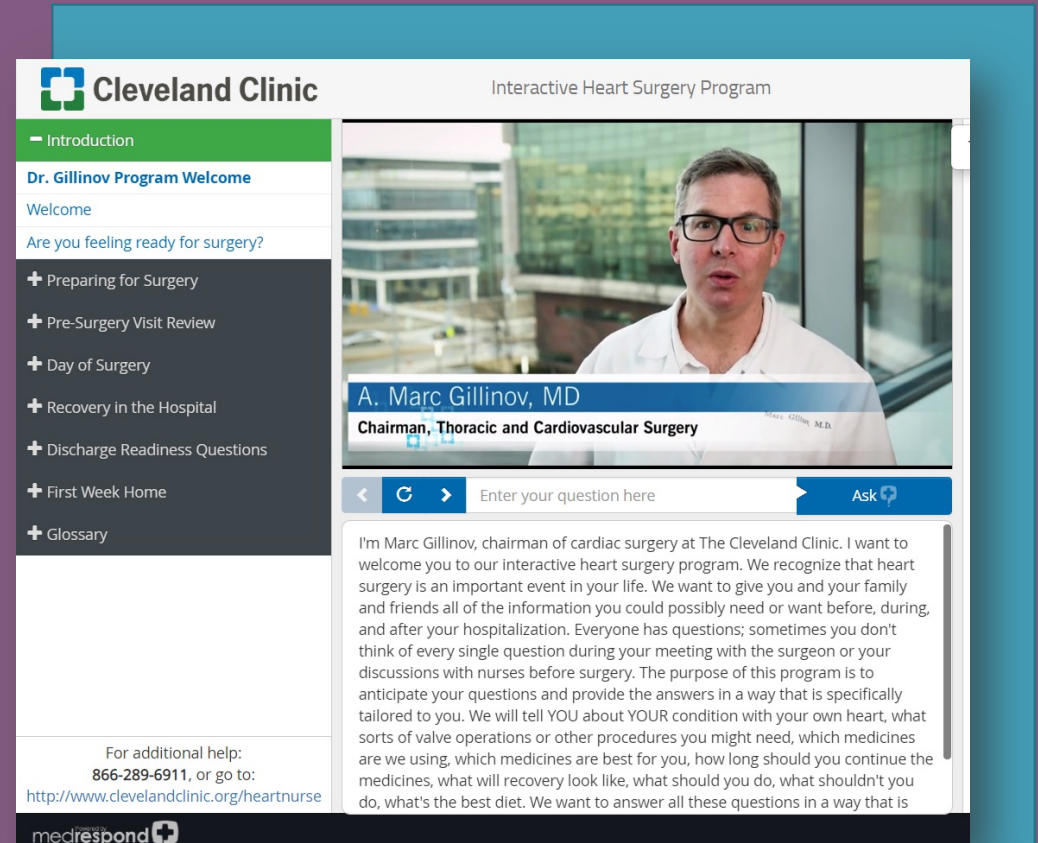 Cleveland Clinic
Interactive Heart Surgery Program
Introduction
Dr. Gillinov Program Welcome
Welcome
Are you feeling ready for surgery?
Preparing for Surgery
Pre-Surgery Visit Review
Day of Surgery
Recovery in the Hospital
Discharge Readiness Questions
First Week Home
Glossary
For additional help:
866-289-6911, or go to:
http://www.clevelandclinic.org/heartnurse
A. Marc Gillinov, MD
Chairman, Thoracic and Cardiovascular Surgery
Marc Gillinov, M.D.
Enter your question here
Ask
I'm Marc Gillinov, chairman of cardiac surgery at The Cleveland Clinic. I want to
welcome you to our interactive heart surgery program. We recognize that heart
surgery is an important event in your life. We want to give you and your family
and friends all of the information you could possibly need or want before, during,
and after your hospitalization. Everyone has questions; sometimes you don't
think of every single question during your meeting with the surgeon or your
discussions with nurses before surgery. The purpose of this program is to
anticipate your questions and provide the answers in a way that is specifically
tailored to you. We will tell YOU about YOUR condition with your own heart, what
sorts of valve operations or other procedures you might need, which medicines
are we using, which medicines are best for you, how long should you continue the
medicines, what will recovery look like, what should you do, what shouldn't you
do, what's the best diet. We want to answer all these questions in a way that is
Powered by
medrespond